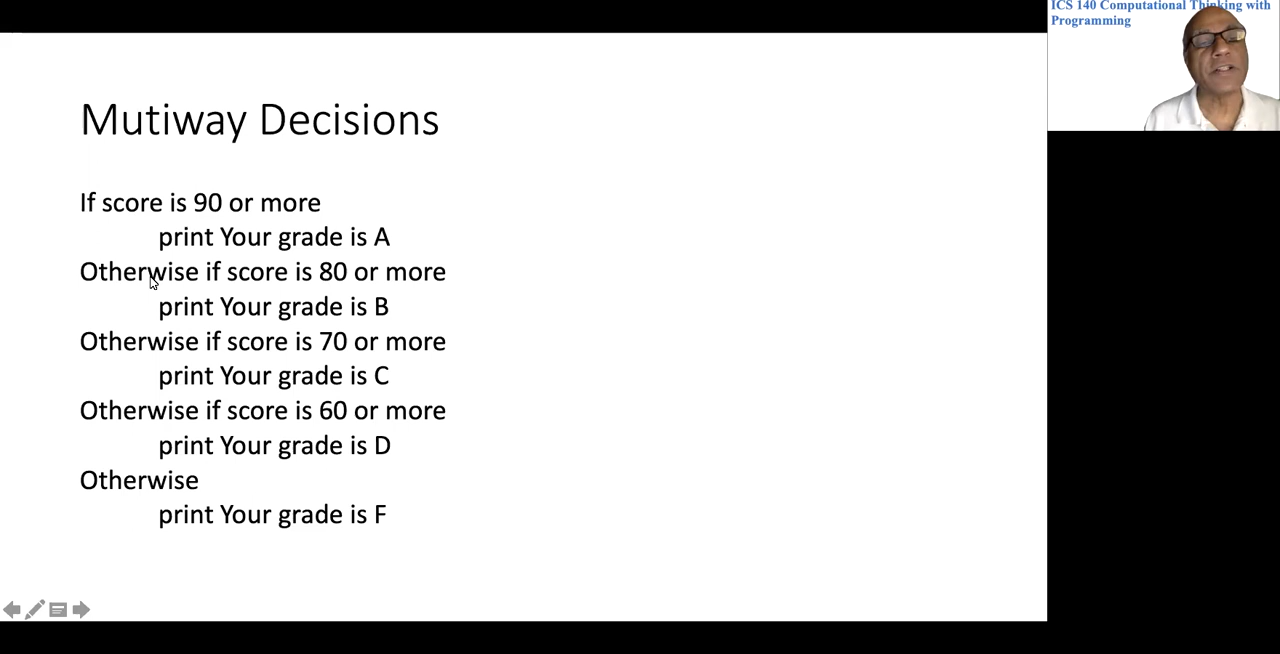 ICS 140 Computational Thinking with
Programming
Mutiway Decisions
If score is 90 or more
print Your grade is A
Otherwise if score is 80 or more
print Your grade is B
Otherwise if score is 70 or more
print Your grade is C
Otherwise if score is 60 or more
print Your grade is D
Otherwise
print Your grade is F